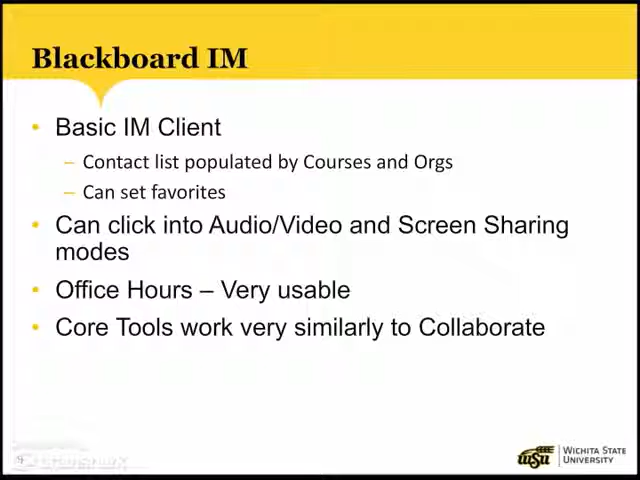 Blackboard IM
• Basic IM Client
– Contact list populated by Courses and Orgs
– Can set favorites
• Can click into Audio/Video and Screen Sharing
modes
• Office Hours – Very usable
• Core Tools work very similarly to Collaborate
wsu
WICHITA STATE
UNIVERSITY